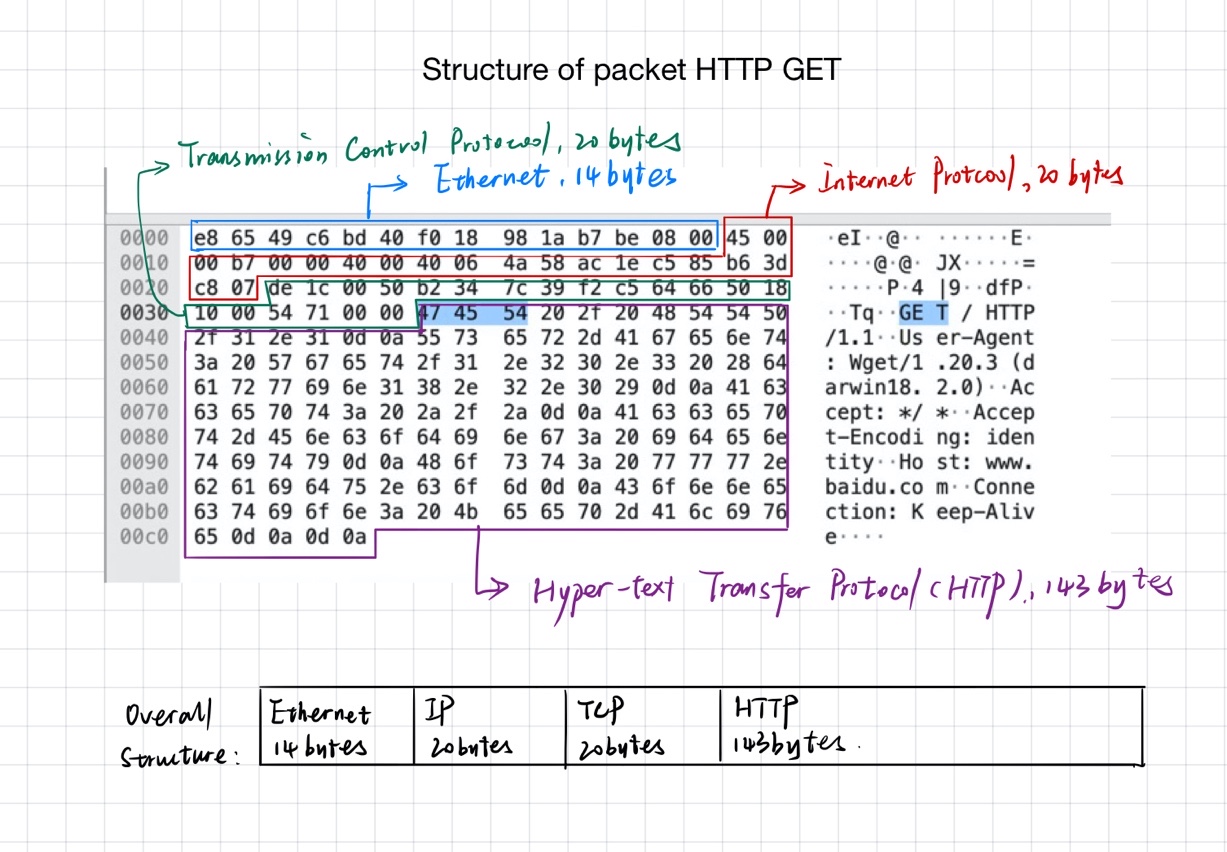 Structure of packet HTTP GET
Transmission Control Protocol, 20 bytes
Ethernet, 14 bytes
Internet Protcool, 20 bytes
0000 e8 65 49 c6 bd 40 f0 18 98 1a b7 be 08 00 45 00 ·eI··@·· ······E·
0010 00 b7 00 00 40 00 40 06 4a 58 ac 1e c5 85 b6 3d ····@·@· JX·····=
0020 c8 07 de 1c 00 50 b2 34 7c 39 f2 c5 64 66 50 18 ·····P·4 |9··dfP·
0030 10 00 54 71 00 00 47 45 54 20 2f 20 48 54 54 50 ··Tq··GE T / HTTP
0040 2f 31 2e 31 0d 0a 55 73 65 72 2d 41 67 65 6e 74 /1.1··Us er-Agent
0050 3a 20 57 67 65 74 2f 31 2e 32 30 2e 33 20 28 64 : Wget/1 .20.3 (d
0060 61 72 77 69 6e 31 38 2e 32 2e 30 29 0d 0a 41 63 arwin18. 2.0)··Ac
0070 63 65 70 74 3a 20 2a 2f 2a 0d 0a 41 63 63 65 70 cept: */ *··Accep
0080 74 2d 45 6e 63 6f 64 69 6e 67 3a 20 69 64 65 6e t-Encodi ng: iden
0090 74 69 74 79 0d 0a 48 6f 73 74 3a 20 77 77 77 2e tity··Ho st: www.
00a0 62 61 69 64 75 2e 63 6f 6d 0d 0a 43 6f 6e 6e 65 baidu.co m··Conne
00b0 63 74 69 6f 6e 3a 20 4b 65 65 70 2d 41 6c 69 76 ction: K eep-Aliv
00c0 65 0d 0a 0d 0a e····
Hyper-text Transfer Protocol (HTTP), 143 bytes
Overall Structure:
Ethernet 14 bytes
IP 20 bytes
TCP 20 bytes
HTTP 143 bytes.